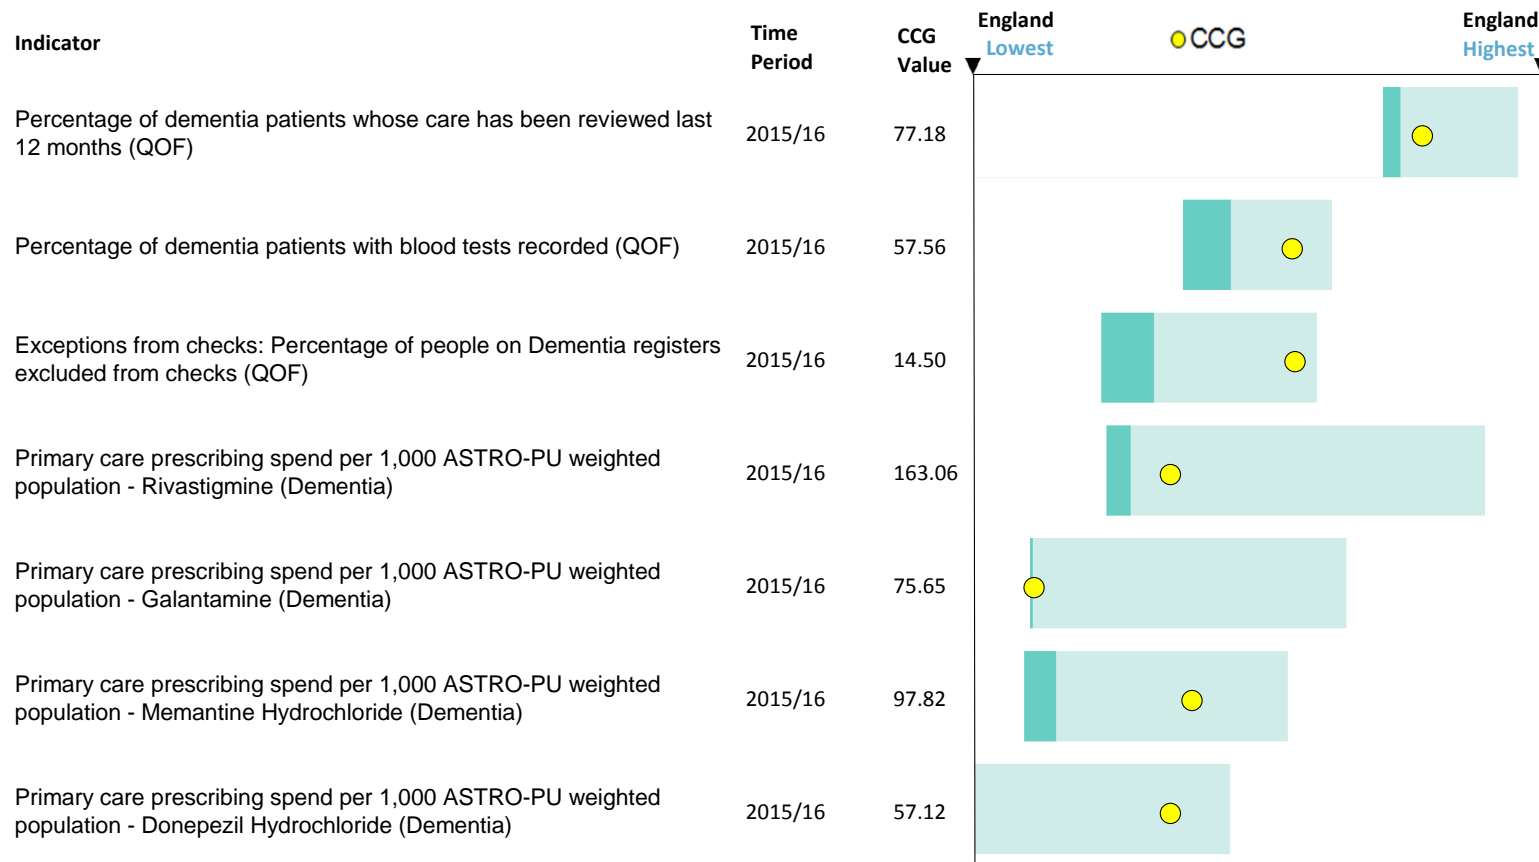 Indicator
Time
Period
CCG
Value
England
Lowest
CCG
England
Highest
Percentage of dementia patients whose care has been reviewed last
12 months (QOF)
2015/16
77.18
Percentage of dementia patients with blood tests recorded (QOF)
2015/16
57.56
Exceptions from checks: Percentage of people on Dementia registers
excluded from checks (QOF)
2015/16
14.50
Primary care prescribing spend per 1,000 ASTRO-PU weighted
population - Rivastigmine (Dementia)
2015/16
163.06
Primary care prescribing spend per 1,000 ASTRO-PU weighted
population - Galantamine (Dementia)
2015/16
75.65
Primary care prescribing spend per 1,000 ASTRO-PU weighted
population - Memantine Hydrochloride (Dementia)
2015/16
97.82
Primary care prescribing spend per 1,000 ASTRO-PU weighted
population - Donepezil Hydrochloride (Dementia)
2015/16
57.12